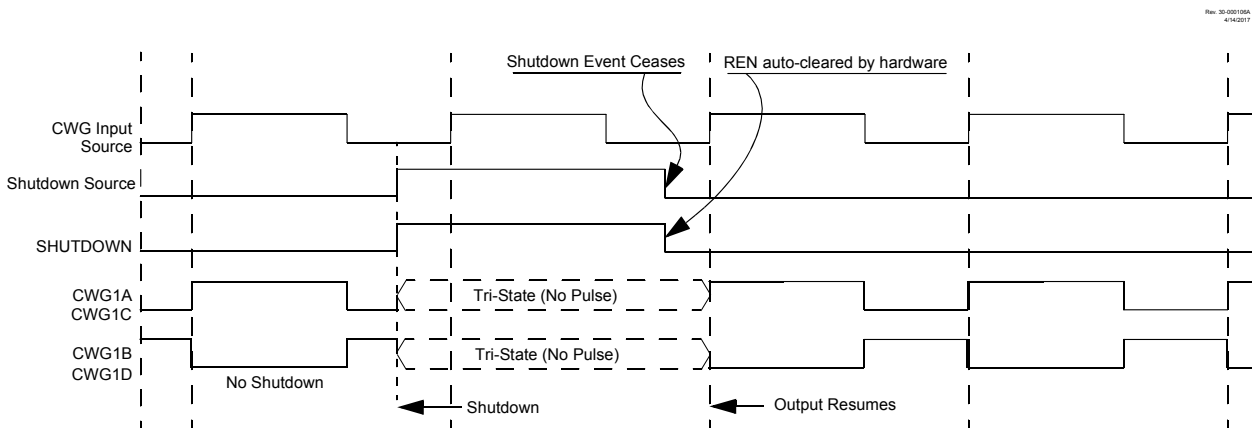 Rev. 30-000108A
4/14/2017
Shutdown Event Ceases
REN auto-cleared by hardware
CWG Input
Source
Shutdown Source
SHUTDOWN
CWG1A
CWG1C
Tri-State (No Pulse)
CWG1B
CWG1D
Tri-State (No Pulse)
No Shutdown
Shutdown
Output Resumes